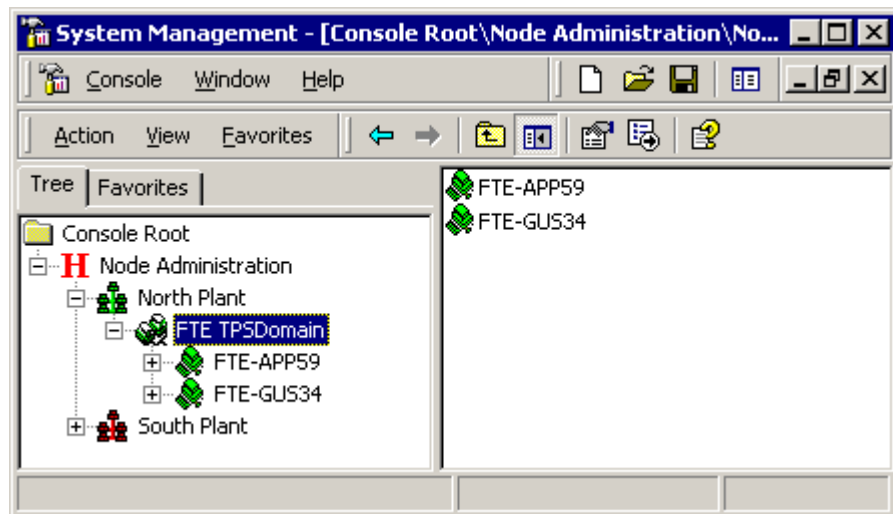 System Management - [Console Root\Node Administration\No...
Console Window Help
Action View Favorites
Tree Favorites
Console Root
H Node Administration
North Plant
FTE TPSDomain
FTE-APP59
FTE-GUS34
South Plant
FTE-APP59
FTE-GUS34